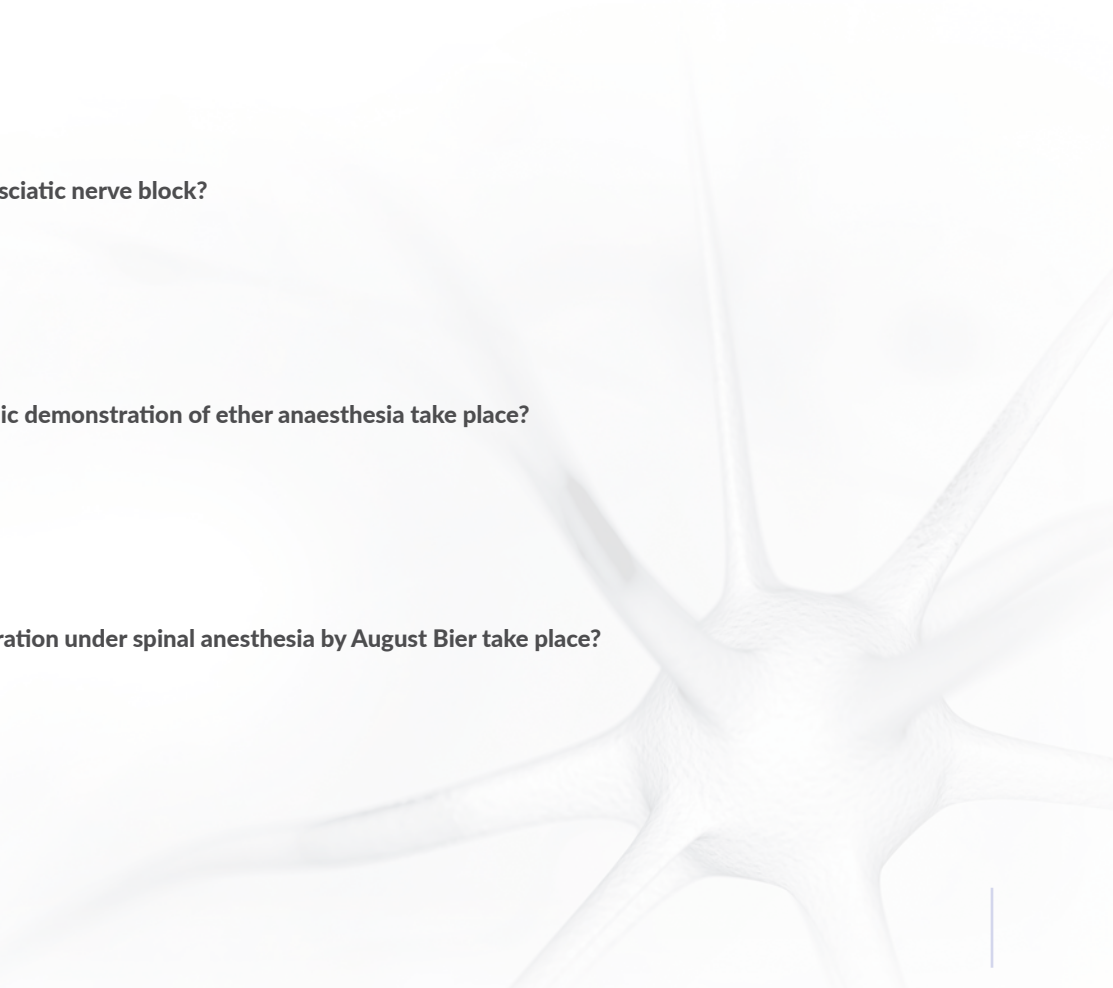 sciatic nerve block?
ic demonstration of ether anaesthesia take place?
ration under spinal anesthesia by August Bier take place?